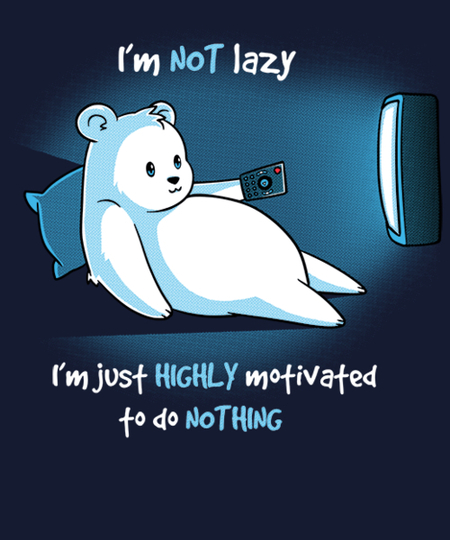 I'm NOT lazy
I'm just HIGHLY motivated
to do NOTHING